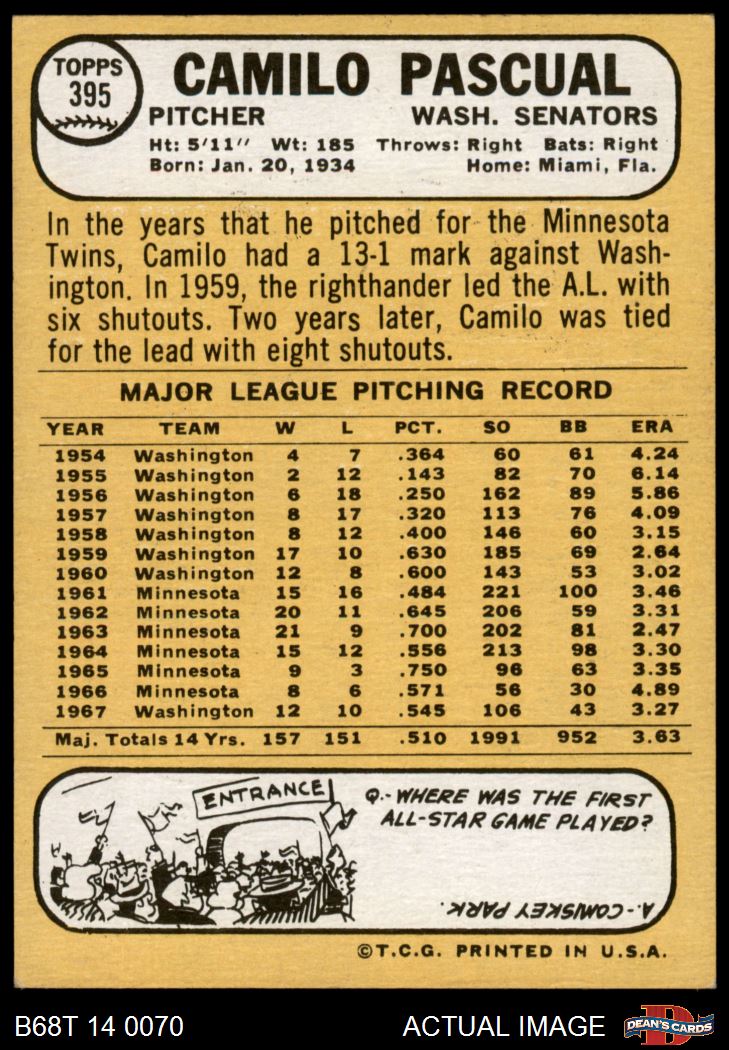 TOPPS
395
CAMILO PASCUAL
PITCHER WASH. SENATORS
Ht: 5'11" Wt: 185 Throws: Right Bats: Right
Born: Jan. 20, 1934 Home: Miami, Fla.
In the years that he pitched for the Minnesota
Twins, Camilo had a 13-1 mark against Wash-
ington. In 1959, the righthander led the A.L. with
six shutouts. Two years later, Camilo was tied
for the lead with eight shutouts.
MAJOR LEAGUE PITCHING RECORD
YEAR TEAM W L PCT. SO BB ERA
1954 Washington 4 7 .364 60 61 4.24
1955 Washington 2 12 .143 82 70 6.14
1956 Washington 6 18 .250 162 89 5.86
1957 Washington 8 17 .320 113 76 4.09
1958 Washington 8 12 .400 146 60 3.15
1959 Washington 17 10 .630 185 69 2.64
1960 Washington 12 8 .600 143 53 3.02
1961 Minnesota 15 16 .484 221 100 3.46
1962 Minnesota 20 11 .645 206 59 3.31
1963 Minnesota 21 9 .700 202 81 2.47
1964 Minnesota 15 12 .556 213 98 3.30
1965 Minnesota 9 3 .750 96 63 3.35
1966 Minnesota 8 6 .571 56 30 4.89
1967 Washington 12 10 .545 106 43 3.27
Maj. Totals 14 Yrs. 157 151 .510 1991 952 3.63
ENTRANCE
Q.- WHERE WAS THE FIRST
ALL-STAR GAME PLAYED?
A.- COMISKEY PARK.
©T.C.G. PRINTED IN U.S.A.
B68T 14 0070 ACTUAL IMAGE
D
DEAN'S CARDS